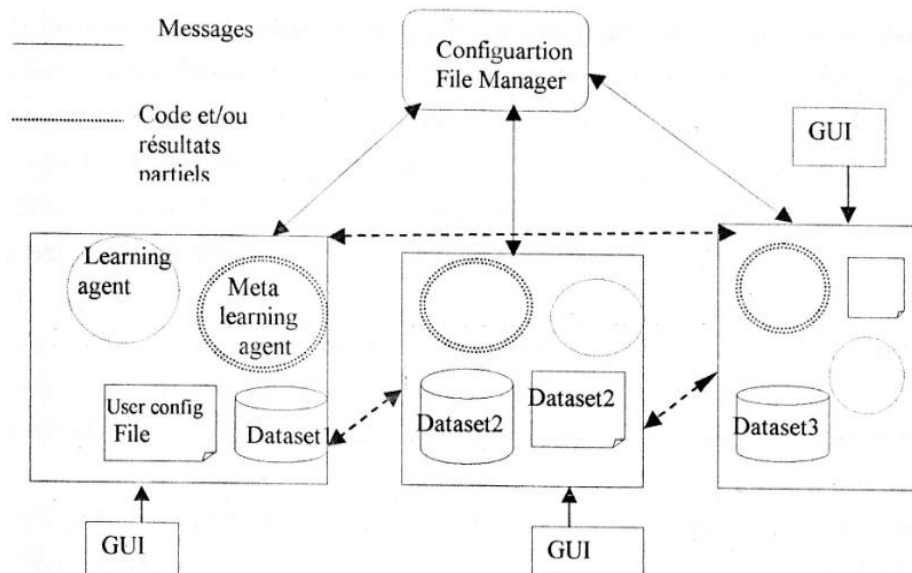 Messages
Code et/ou
résultats
partiels
Configuartion
File Manager
GUI
Learning
agent
Meta
learning
agent
User config
File
Dataset1
Dataset2
Dataset2
Dataset3
GUI
GUI